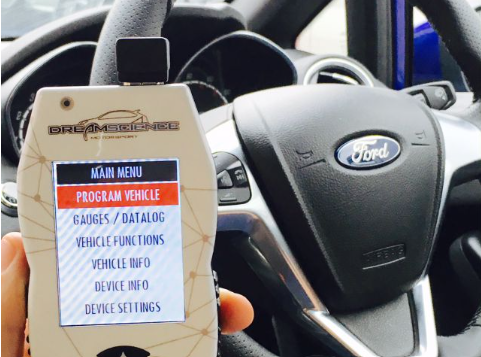 DREAMSCIENCE
MOTORSPORT
MAIN MENU
PROGRAM VEHICLE
GAUGES / DATALOG
VEHICLE FUNCTIONS
VEHICLE INFO
DEVICE INFO
DEVICE SETTINGS
Ford